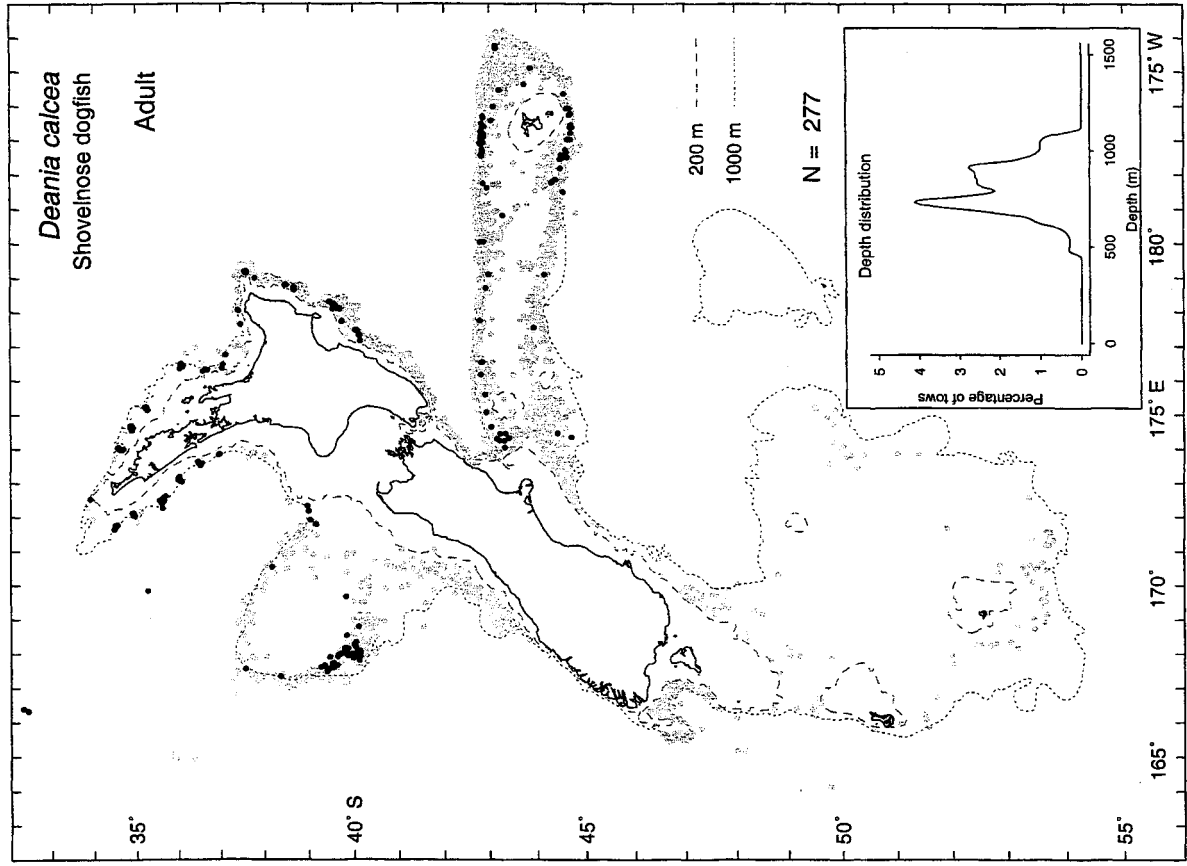 Deania calcea
Shovelnose dogfish
Adult
200 m
1000 m
N = 277
Depth distribution
Percentage of tows
5
4
3
2
1
0
0
500
1000
1500
Depth (m)
35°
40° S
45°
50°
55°
165°
170°
175° E
180°
175° W